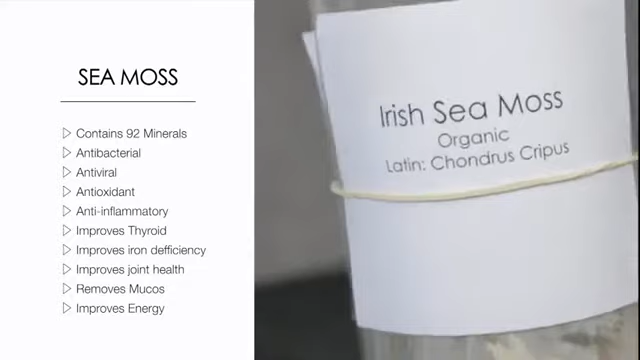 SEA MOSS
Contains 92 Minerals
Antibacterial
Antiviral
Antioxidant
Anti-inflammatory
Improves Thyroid
Improves iron defficiency
Improves joint health
Removes Mucos
Improves Energy
Irish Sea Moss
Organic
Latin: Chondrus Cripus